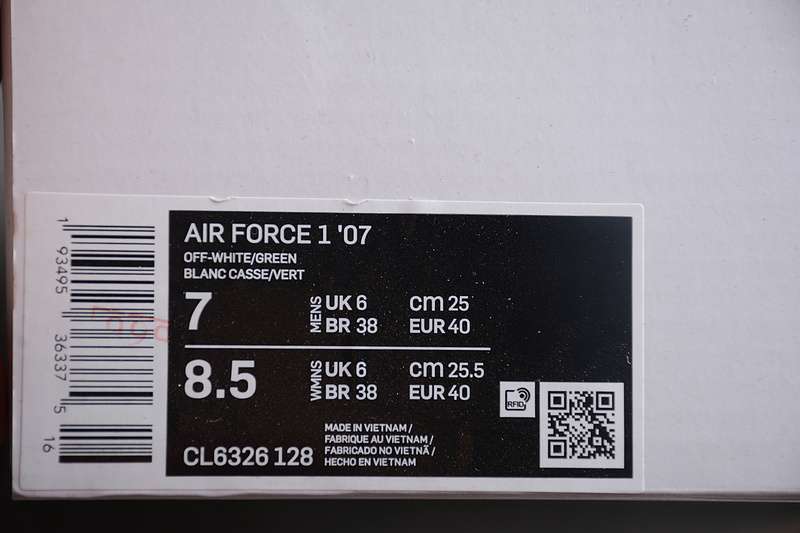 AIR FORCE 1 '07
OFF-WHITE/GREEN
BLANC CASSE/VERT
7
MENS
UK 6 cm 25
BR 38 EUR 40
8.5
WMNS
UK 6 cm 25.5
BR 38 EUR 40
RFID
CL6326 128
MADE IN VIETNAM /
FABRIQUE AU VIETNAM /
FABRICADO NO VIETNÃ /
HECHO EN VIETNAM
1 93495 36337 5
16